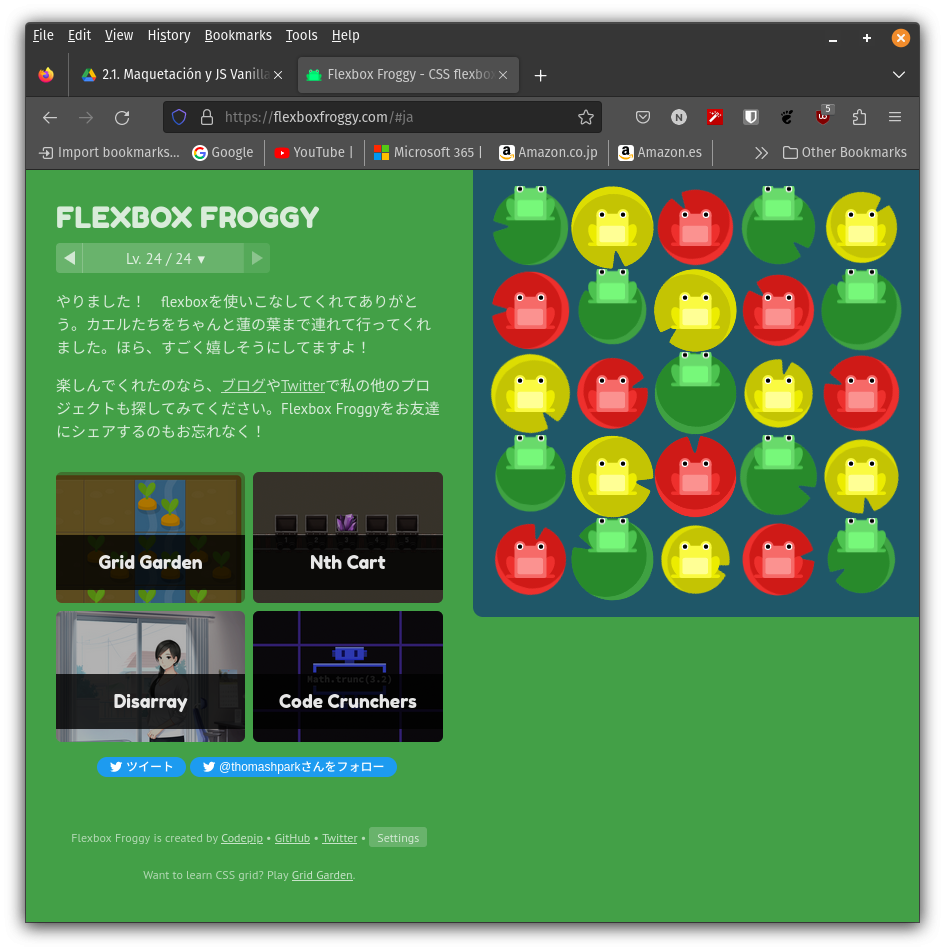 File Edit View History Bookmarks Tools Help
2.1. Maquetación y JS Vanilla
Flexbox Froggy - CSS flexbox
https://flexboxfroggy.com/#ja
5
Import bookmarks... Google YouTube | Microsoft 365 | Amazon.co.jp Amazon.es Other Bookmarks
FLEXBOX FROGGY
Lv. 24 / 24 ▼
やりました！　flexboxを使いこなしてくれてありがと
う。カエルたちをちゃんと蓮の葉まで連れて行ってくれ
ました。ほら、すごく嬉しそうにしてますよ！
楽しんでくれたのなら、ブログやTwitterで私の他のプロ
ジェクトも探してみてください。Flexbox Froggyをお友達
にシェアするのもお忘れなく！
Grid Garden
Nth Cart
Disarray
Math.trunc(3.2)
Code Crunchers
ツイート
@thomashparkさんをフォロー
Flexbox Froggy is created by Codepip • GitHub • Twitter • Settings
Want to learn CSS grid? Play Grid Garden.